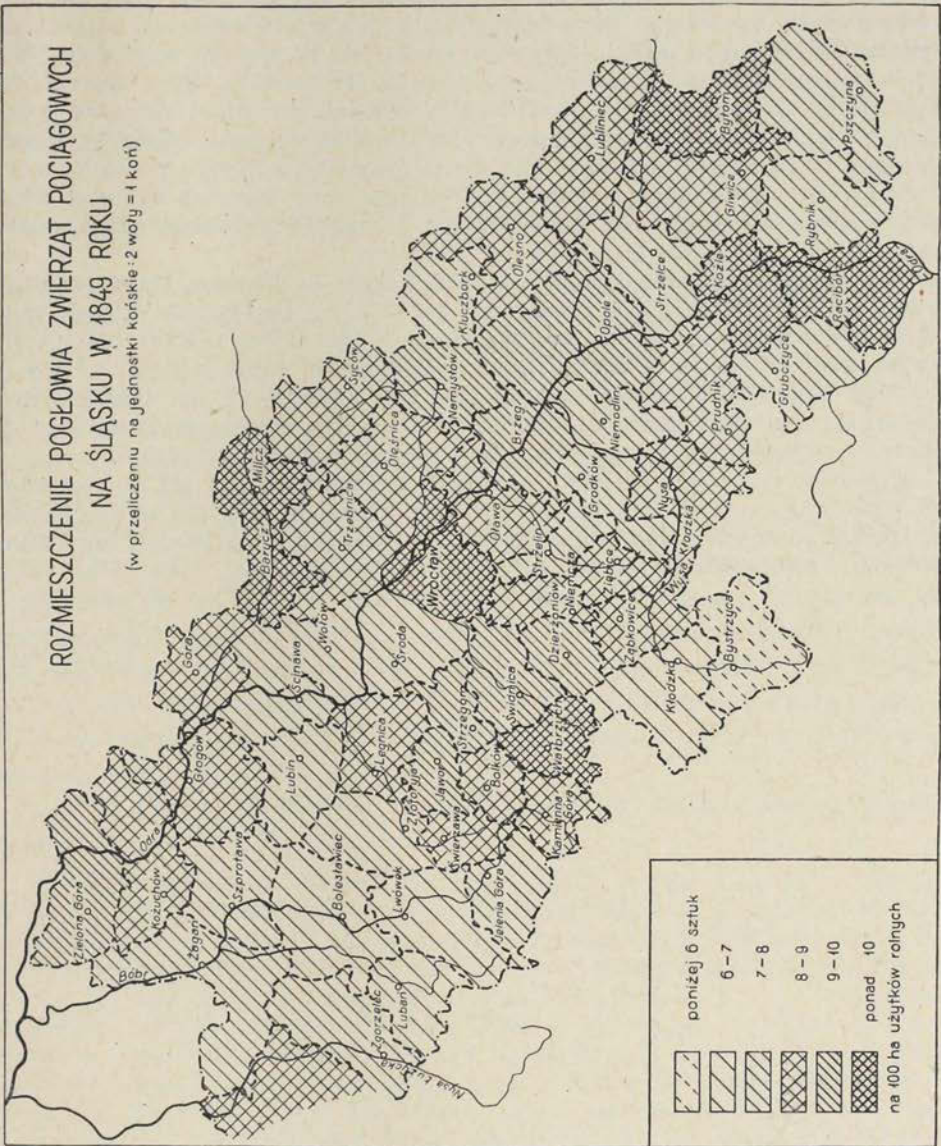 ROZMIESZCZENIE POGŁOWIA ZWIERZĄT POCIĄGOWYCH
NA ŚLĄSKU W 1849 ROKU
(w przeliczeniu na jednostki końskie: 2 woły = 1 koń)
Zielona Góra
Odra
Kożuchów
Głogów
Góra
Barucz
Milicz
Bóbr
Żagań
Szprotawa
Lubin
Ścinawa
Wołów
Trzebnica
Oleśnica
Syców
Namysłów
Kluczbork
Olesno
Lubliniec
Zgorzelec
Lubań
Nysa Łużycka
Bolesławiec
Lwówek
Złotoryja
Legnica
Środa
Wrocław
Oława
Brzeg
Opole
Strzelce
Gliwice
Bytom
Jelenia Góra
Świerzawa
Jawor
Bolków
Strzegom
Świdnica
Kamienna
Góra
Wałbrzych
Dzierżoniów
Niemcza
Strzelin
Ziębice
Ząbkowice
Grodków
Niemodlin
Nysa
Nysa Kłodzka
Prudnik
Koźle
Głubczyce
Racibórz
Rybnik
Pszczyna
Odra
Kłodzko
Bystrzyca
poniżej 6 sztuk
6-7
7-8
8-9
9-10
ponad 10
na 100 ha użytków rolnych